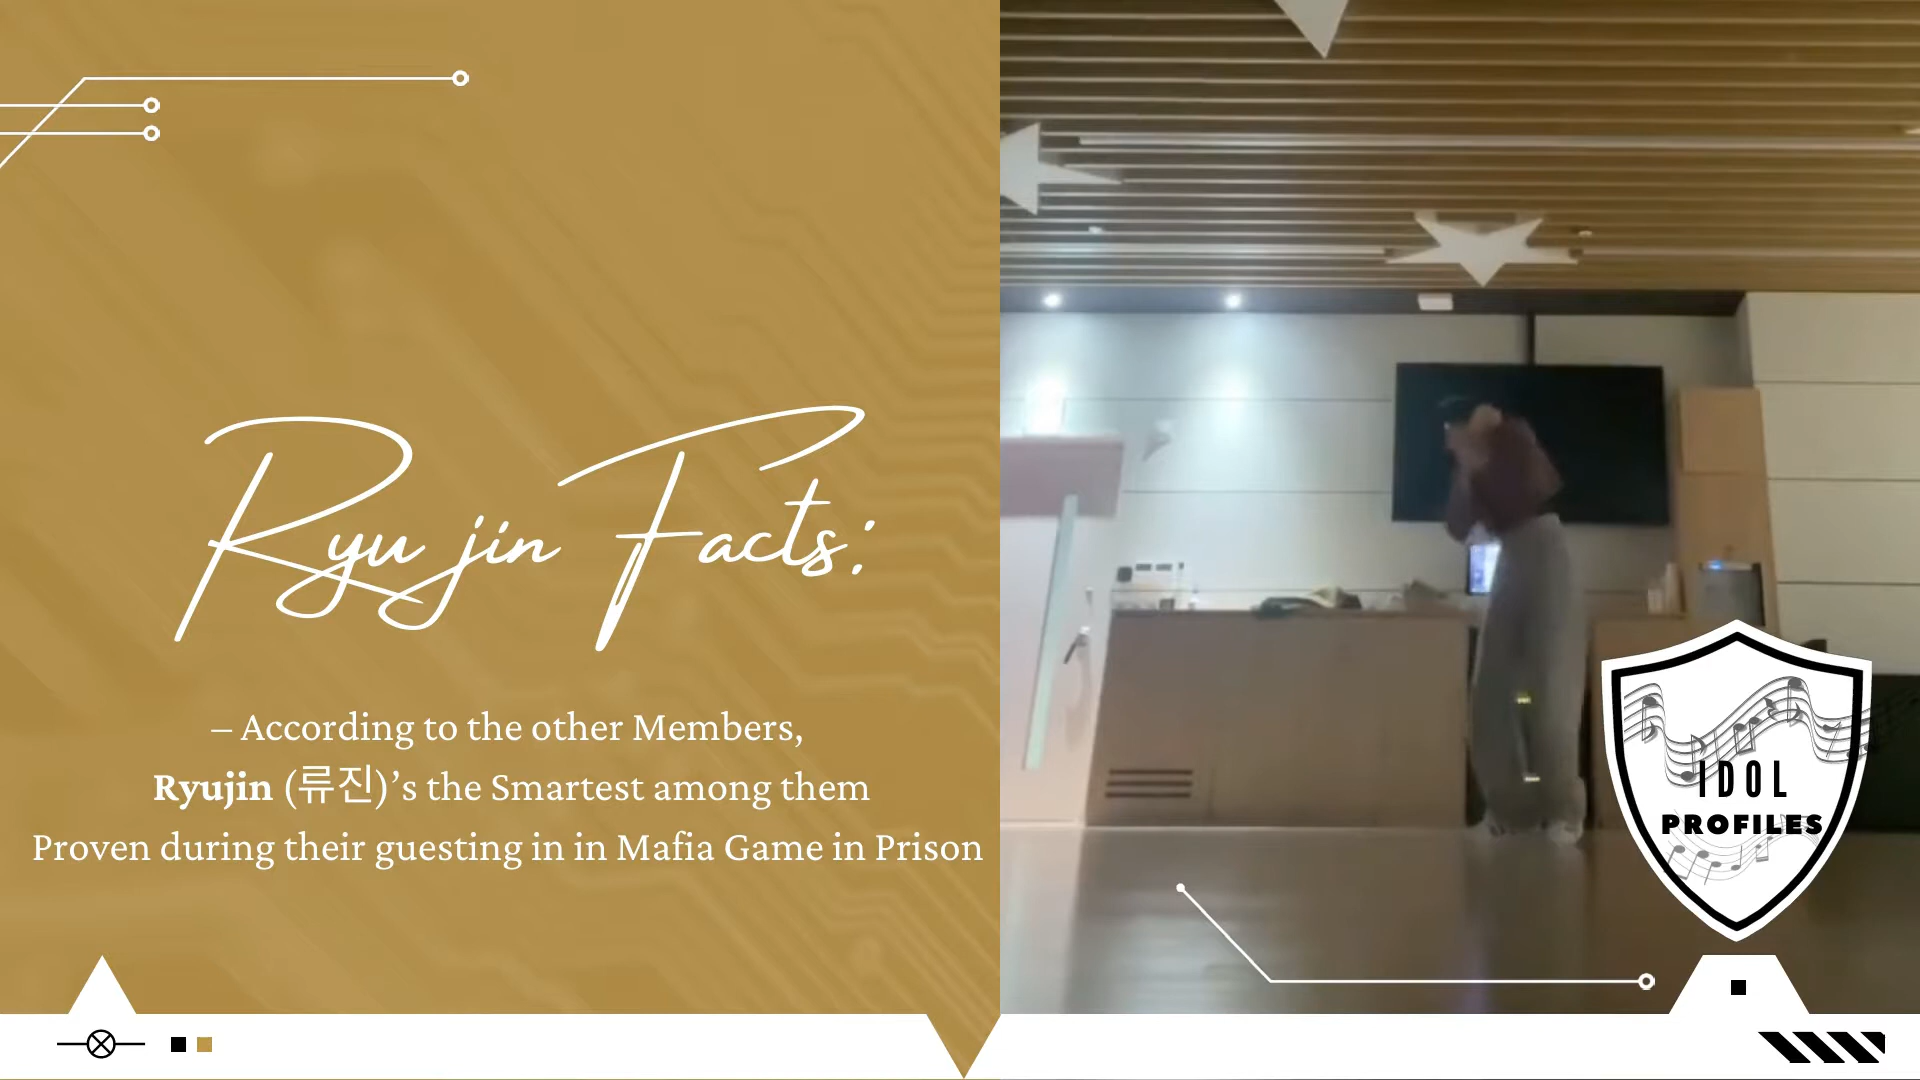 Ryujin Facts:
– According to the other Members,
Ryujin (류진)’s the Smartest among them
Proven during their guesting in in Mafia Game in Prison
IDOL
PROFILES